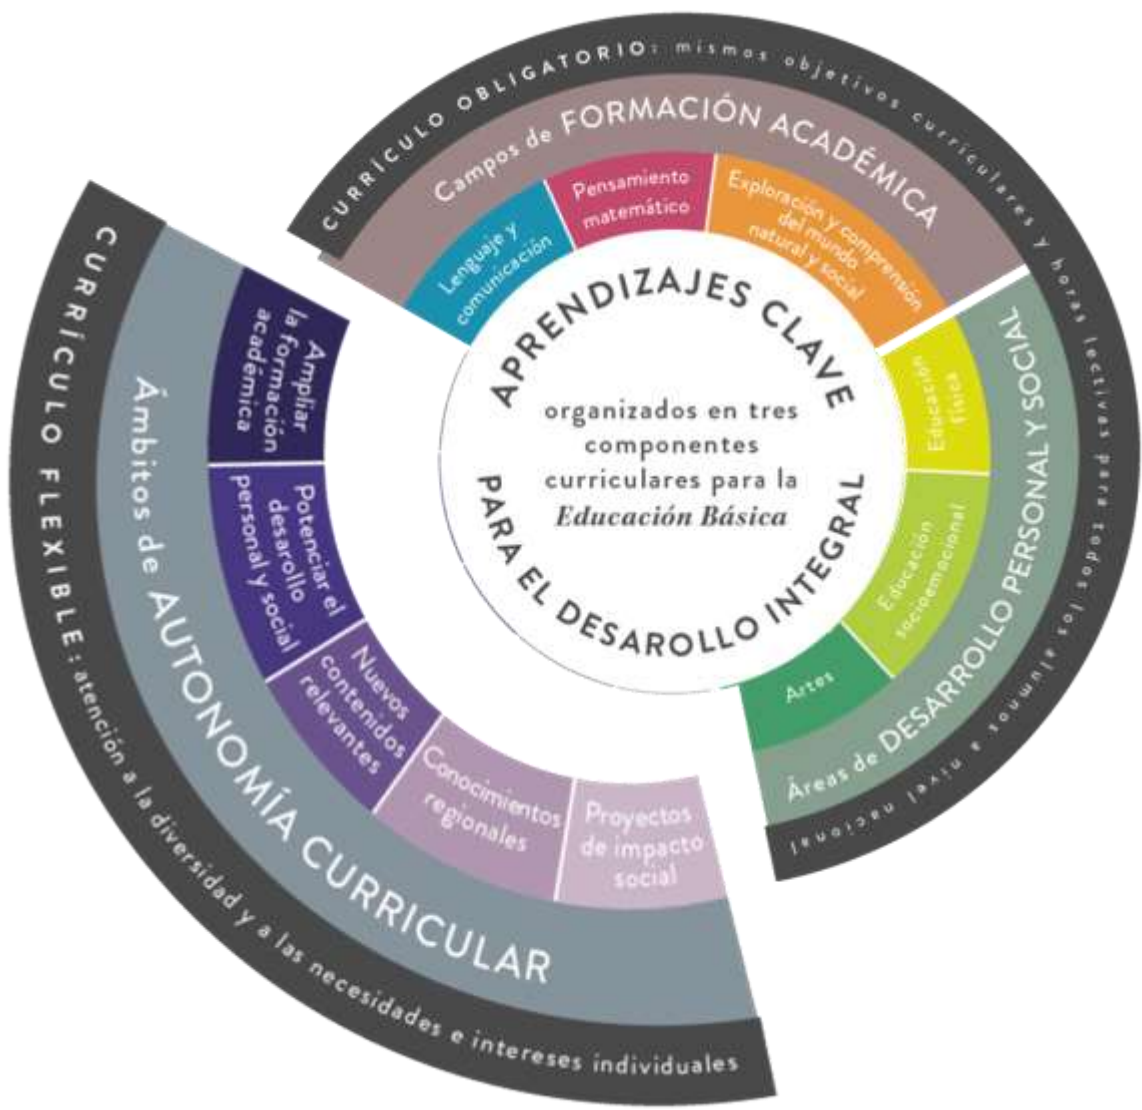 CURRÍCULO OBLIGATORIO: mismos objetivos curriculares y horas lectivas para todos los alumnos a nivel nacional
Campos de FORMACIÓN ACADÉMICA
Lenguaje y
comunicación
Pensamiento
matemático
Exploración y comprensión
del mundo
natural y social
Áreas de DESARROLLO PERSONAL Y SOCIAL
Educación
Física
Educación
socioemocional
Artes
APRENDIZAJES CLAVE
organizados en tres
componentes
curriculares para la
Educación Básica
PARA EL DESAROLLO INTEGRAL
CURRÍCULO FLEXIBLE: atención a la diversidad y a las necesidades e intereses individuales
Ámbitos de AUTONOMÍA CURRICULAR
Ampliar
la formación
académica
Potenciar el
desarollo
personal y social
Nuevos
contenidos
relevantes
Conocimientos
regionales
Proyectos
de impacto
social